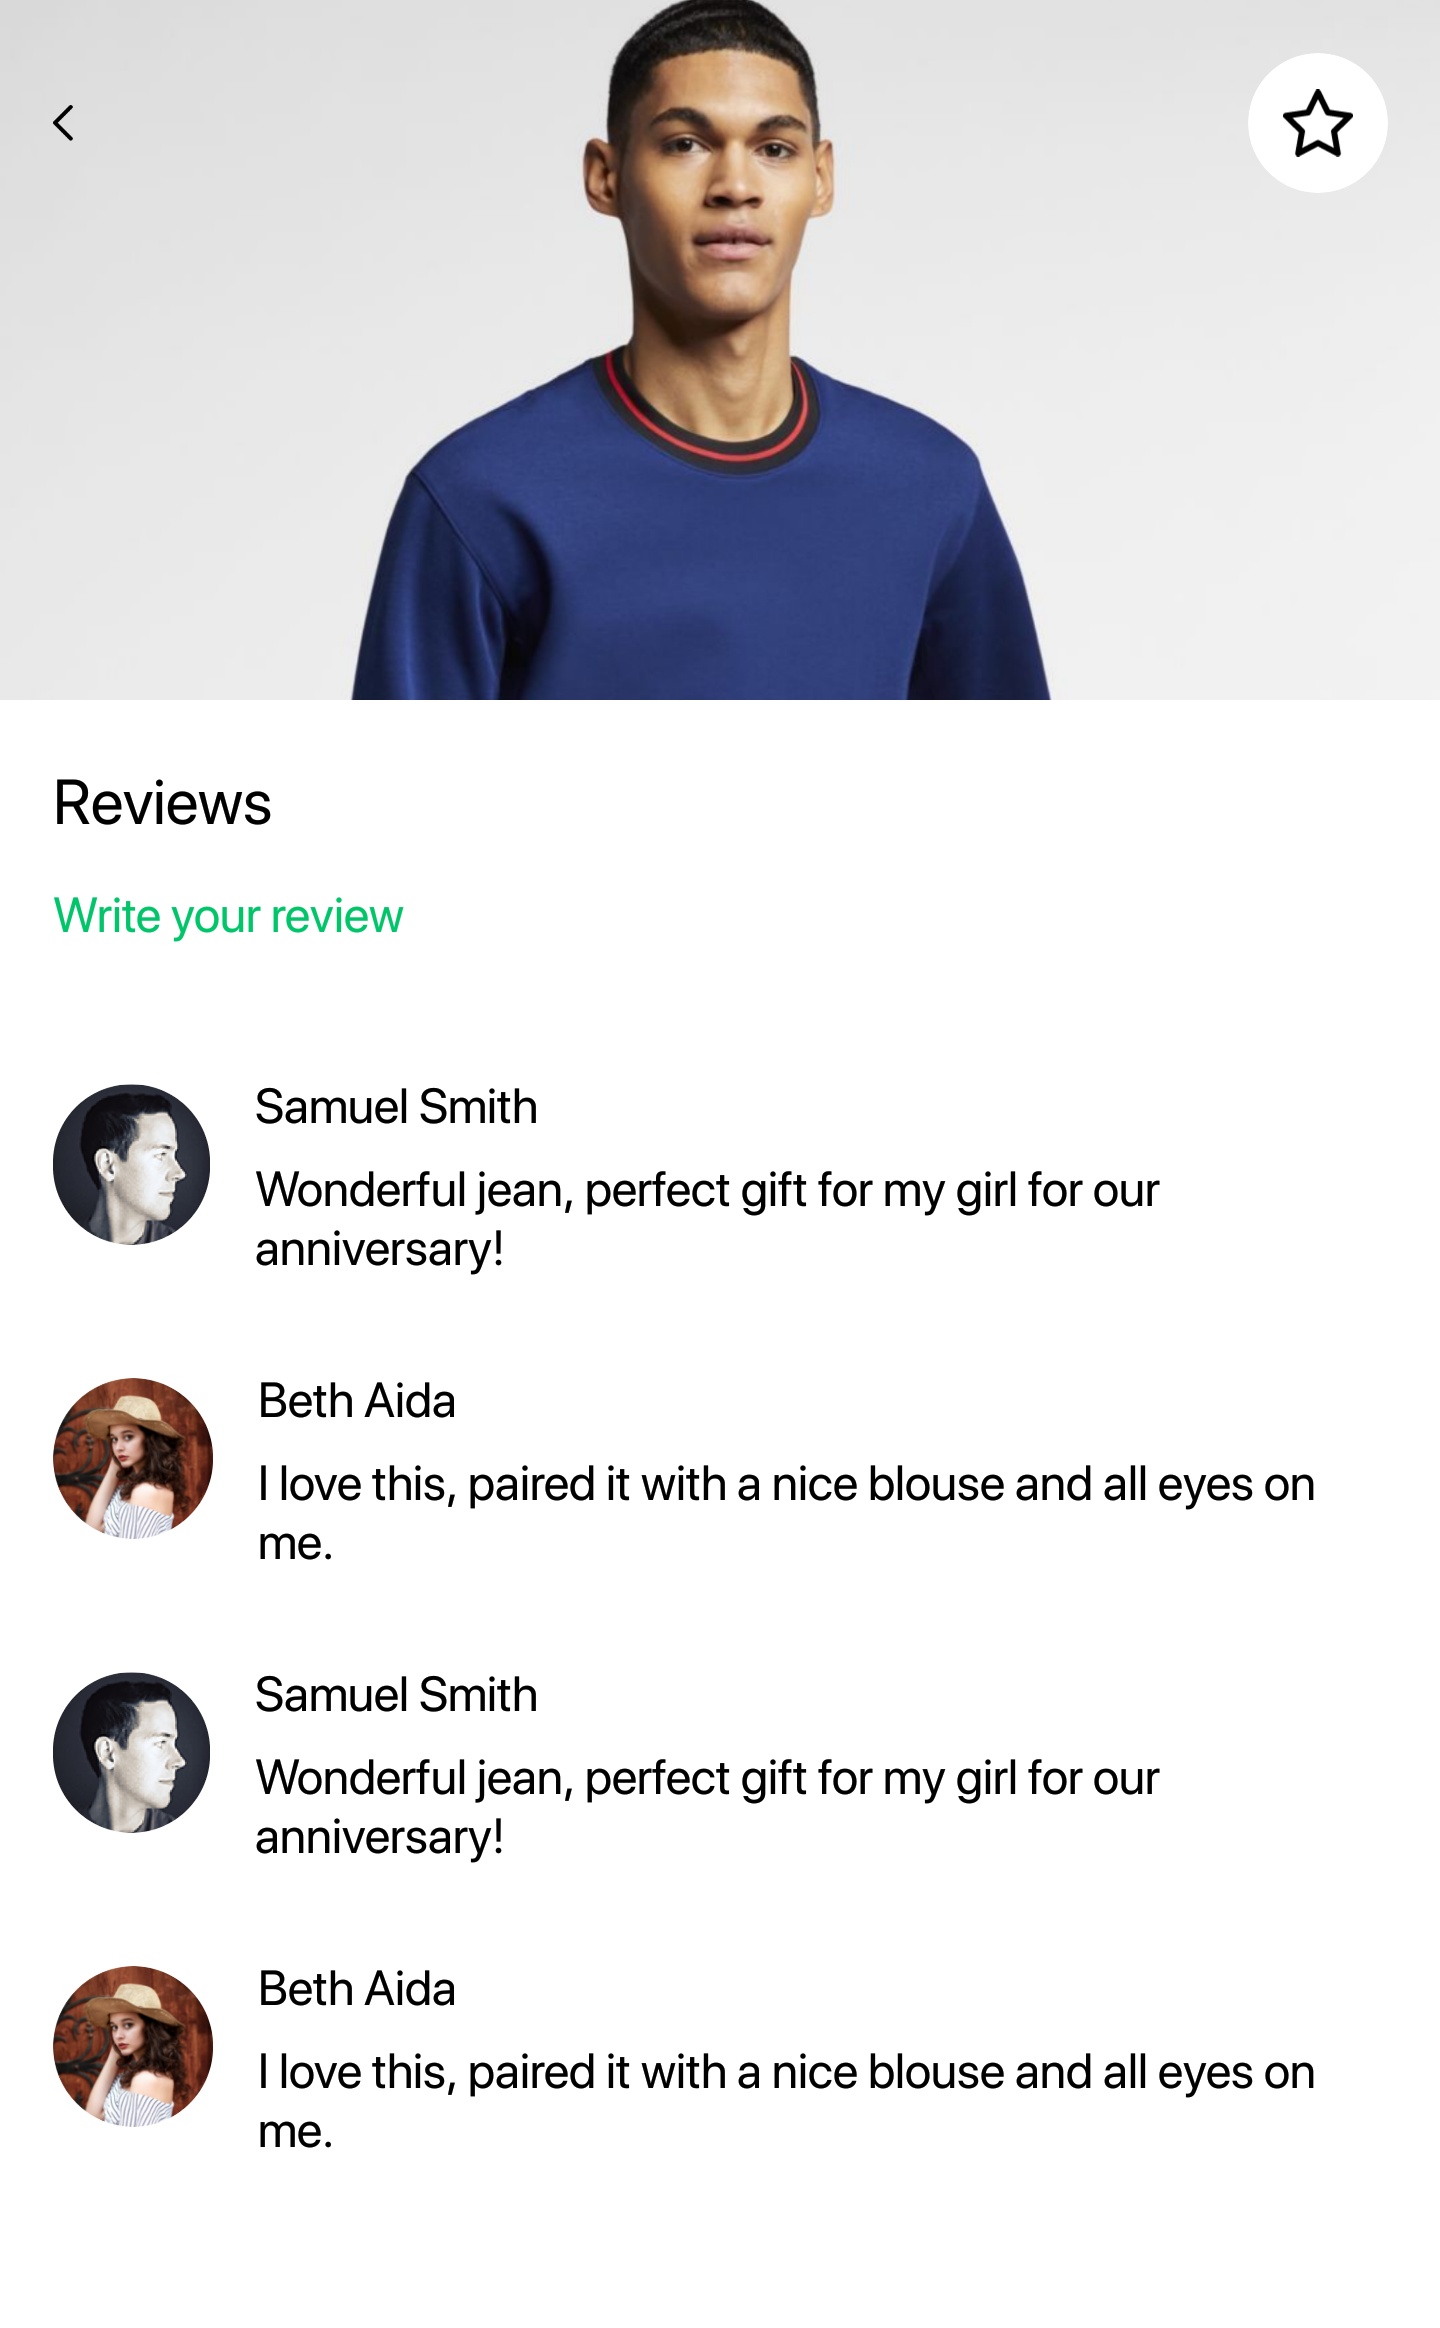 Reviews
Write your review
Samuel Smith
Wonderful jean, perfect gift for my girl for our
anniversary!
Beth Aida
I love this, paired it with a nice blouse and all eyes on
me.
Samuel Smith
Wonderful jean, perfect gift for my girl for our
anniversary!
Beth Aida
I love this, paired it with a nice blouse and all eyes on
me.